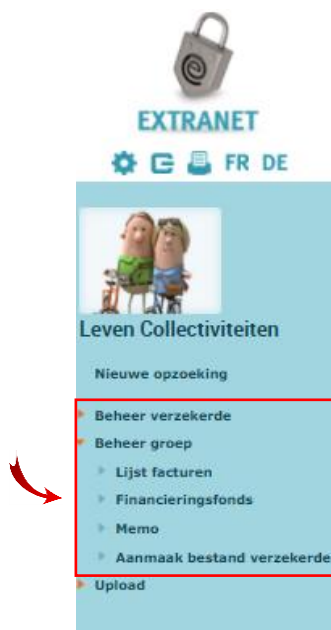 EXTRANET
FR DE
Leven Collectiviteiten
Nieuwe opzoeking
Beheer verzekerde
Beheer groep
Lijst facturen
Financieringsfonds
Memo
Aanmaak bestand verzekerde
Upload